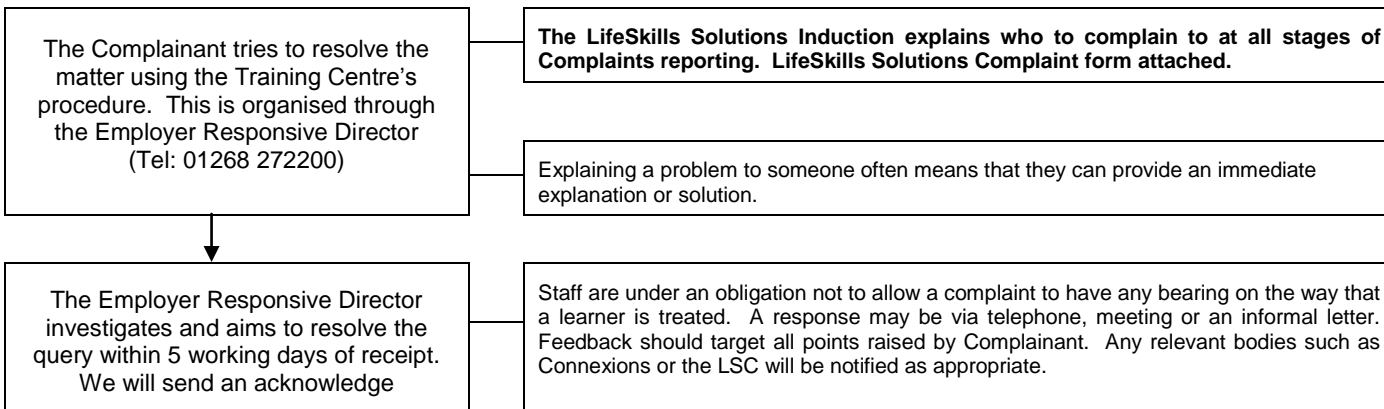 The Complainant tries to resolve the
matter using the Training Centre’s
procedure. This is organised through
the Employer Responsive Director
(Tel: 01268 272200)
The LifeSkills Solutions Induction explains who to complain to at all stages of
Complaints reporting. LifeSkills Solutions Complaint form attached.
Explaining a problem to someone often means that they can provide an immediate
explanation or solution.
The Employer Responsive Director
investigates and aims to resolve the
query within 5 working days of receipt.
We will send an acknowledge
Staff are under an obligation not to allow a complaint to have any bearing on the way that
a learner is treated. A response may be via telephone, meeting or an informal letter.
Feedback should target all points raised by Complainant. Any relevant bodies such as
Connexions or the LSC will be notified as appropriate.